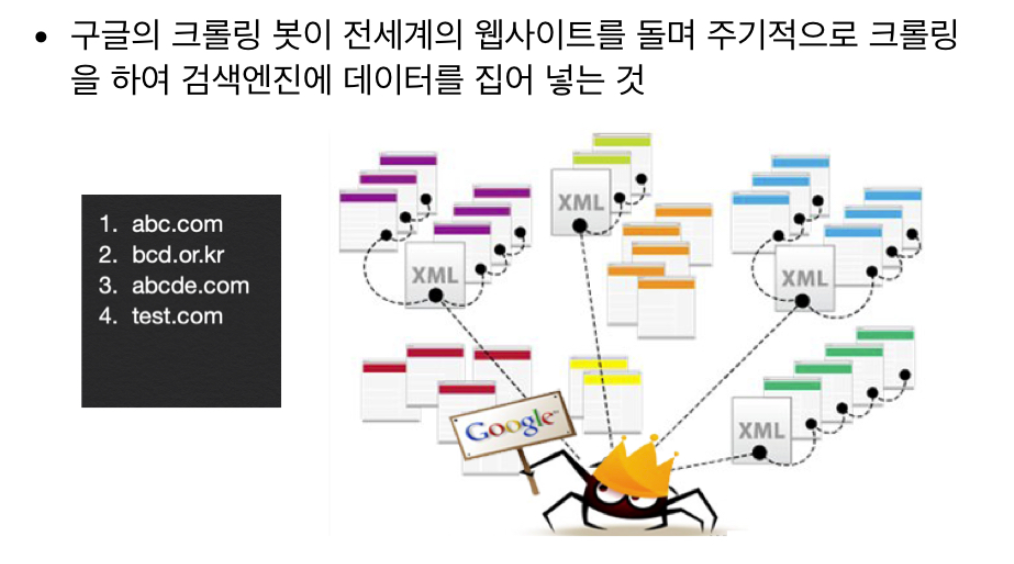 • 구글의 크롤링 봇이 전세계의 웹사이트를 돌며 주기적으로 크롤링
을 하여 검색엔진에 데이터를 집어 넣는 것
1. abc.com
2. bcd.or.kr
3. abcde.com
4. test.com
XML
XML
XML
XML
Google™